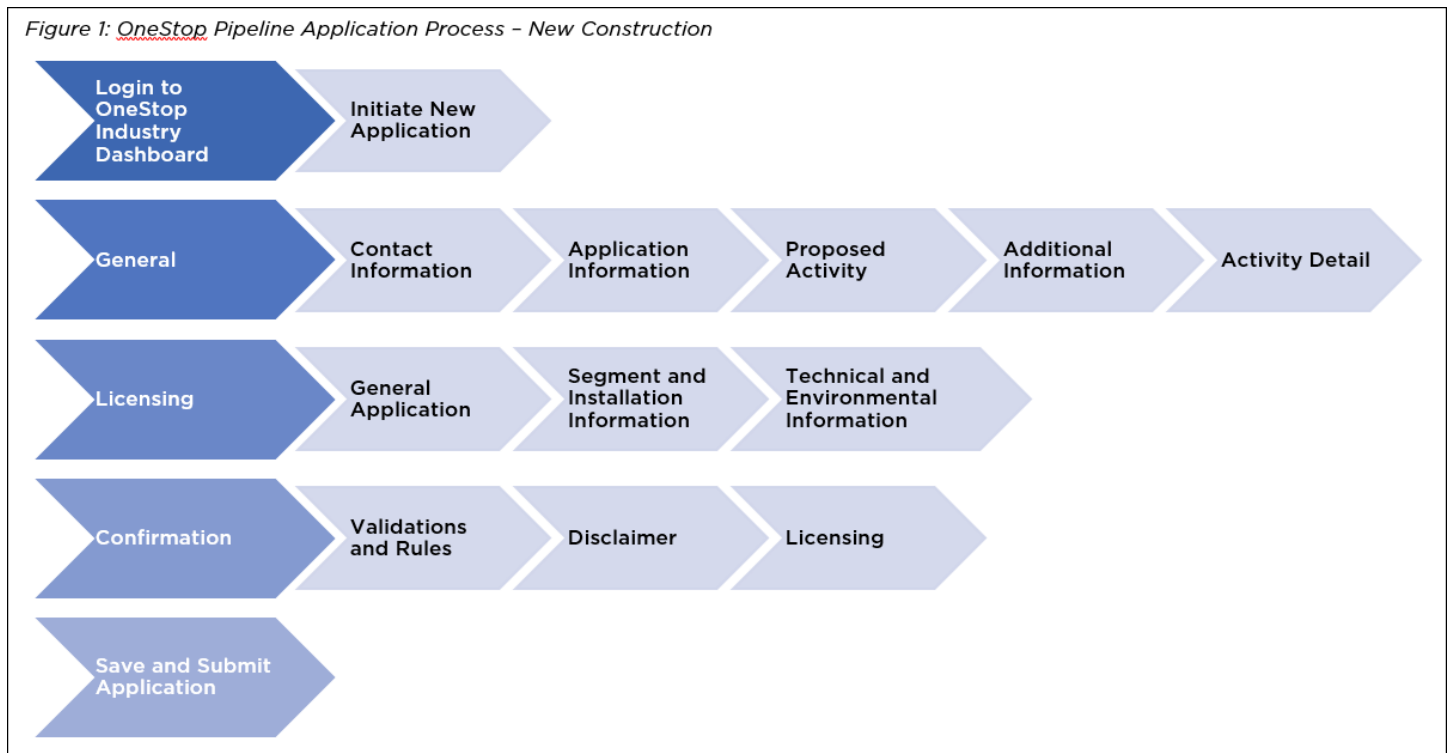 Figure 1: OneStop Pipeline Application Process – New Construction
Login to
OneStop
Industry
Dashboard
Initiate New
Application
General
Contact
Information
Application
Information
Proposed
Activity
Additional
Information
Activity Detail
Licensing
General
Application
Segment and
Installation
Information
Technical and
Environmental
Information
Confirmation
Validations
and Rules
Disclaimer
Licensing
Save and Submit
Application